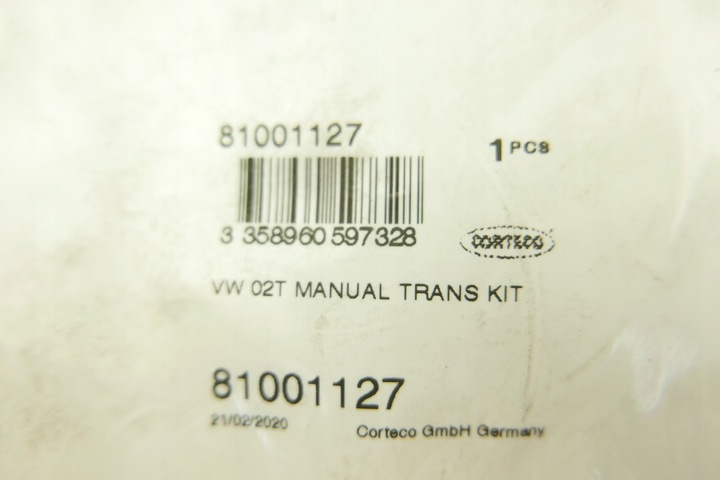 81001127
1 PCS
3 358960 597328
CORTECO
VW 02T MANUAL TRANS KIT
81001127
21/02/2020
Corteco GmbH Germany